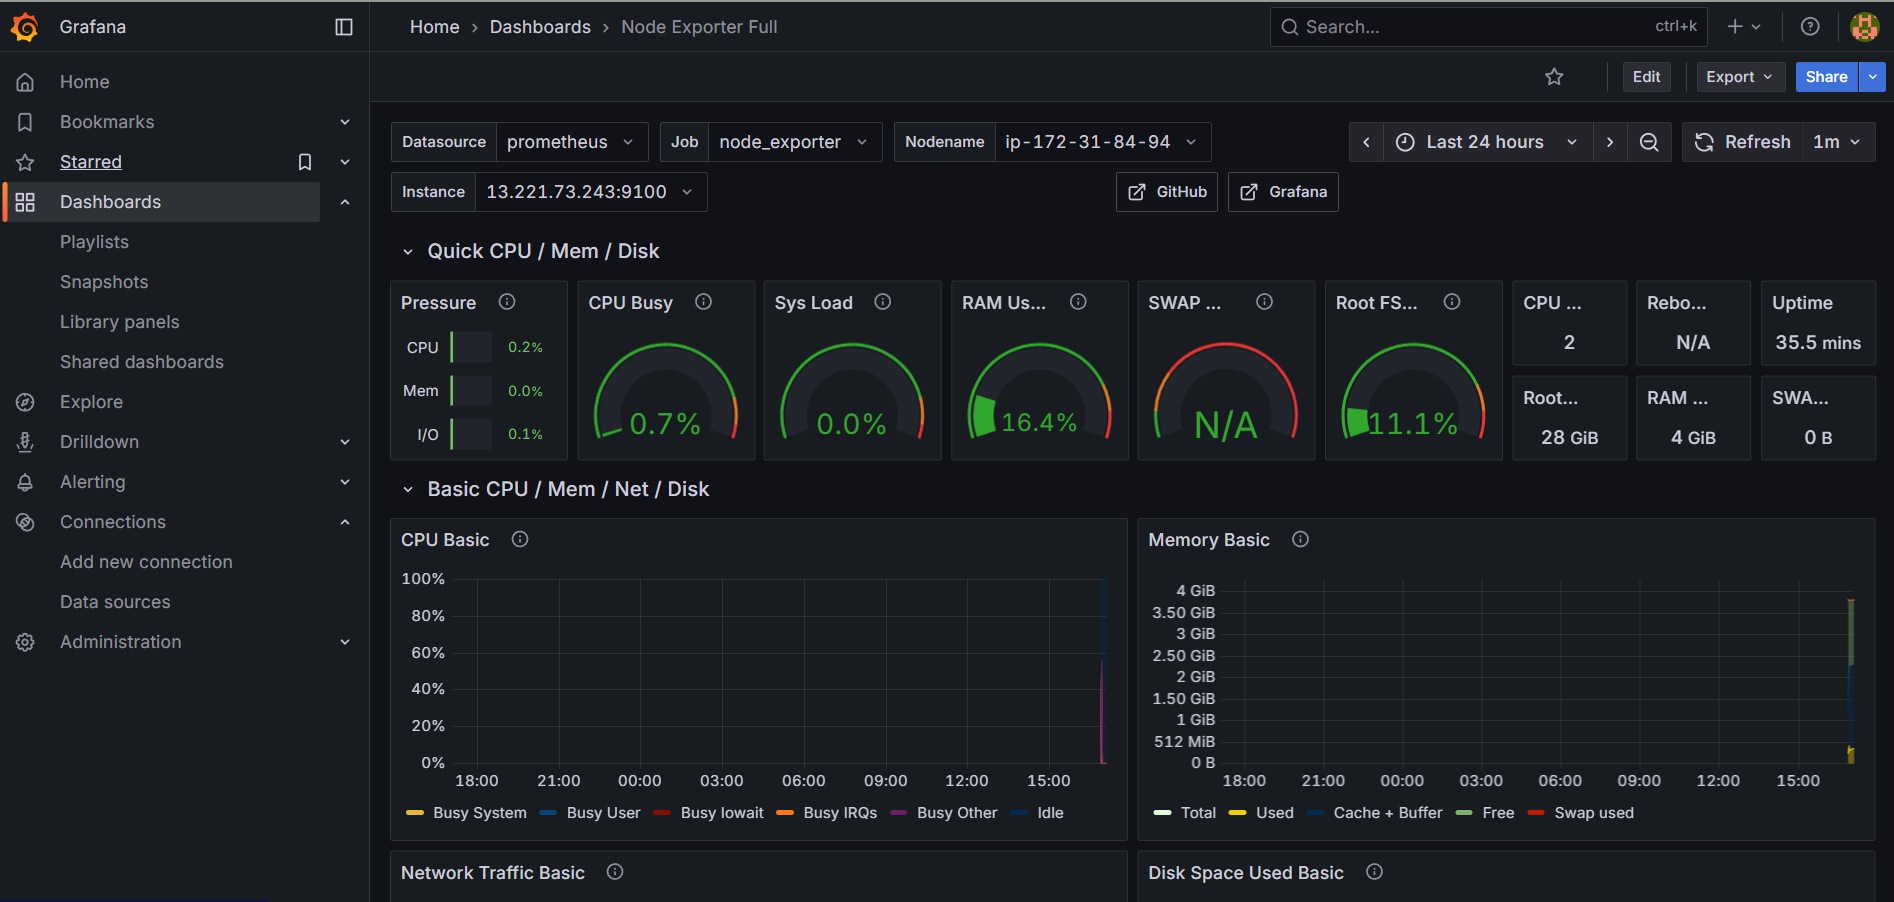 Grafana
Home
Bookmarks
Starred
Dashboards
Playlists
Snapshots
Library panels
Shared dashboards
Explore
Drilldown
Alerting
Connections
Add new connection
Data sources
Administration
Home › Dashboards › Node Exporter Full
Search... ctrl+k
Edit Export Share
Datasource prometheus Job node_exporter Nodename ip-172-31-84-94 Last 24 hours Refresh 1m
Instance 13.221.73.243:9100 GitHub Grafana
Quick CPU / Mem / Disk
Pressure
CPU 0.2%
Mem 0.0%
I/O 0.1%
CPU Busy
0.7%
Sys Load
0.0%
RAM Us...
16.4%
SWAP ...
N/A
Root FS...
11.1%
CPU ...
2
Rebo...
N/A
Uptime
35.5 mins
Root...
28 GiB
RAM ...
4 GiB
SWA...
0 B
Basic CPU / Mem / Net / Disk
CPU Basic
100%
80%
60%
40%
20%
0%
18:00 21:00 00:00 03:00 06:00 09:00 12:00 15:00
Busy System Busy User Busy Iowait Busy IRQs Busy Other Idle
Memory Basic
4 GiB
3.50 GiB
3 GiB
2.50 GiB
2 GiB
1.50 GiB
1 GiB
512 MiB
0 B
18:00 21:00 00:00 03:00 06:00 09:00 12:00 15:00
Total Used Cache + Buffer Free Swap used
Network Traffic Basic
Disk Space Used Basic